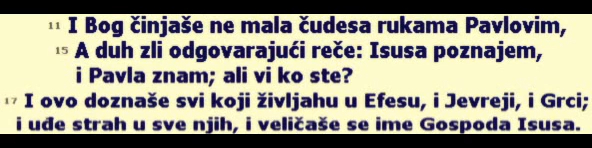 11 I Bog činjaše ne mala čudesa rukama Pavlovim,
15 A duh zli odgovarajući reče: Isusa poznajem,
i Pavla znam; ali vi ko ste?
17 I ovo doznaše svi koji življahu u Efesu, i Jevreji, i Grci;
i uđe strah u sve njih, i veličaše se ime Gospoda Isusa.